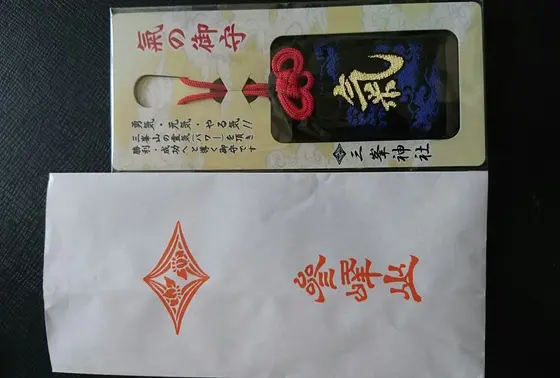 氣の御守
氣
勇気・元気・やる気!!
三峯山の霊気(パワー)を頂き
勝利・成功へと導く御守です
三峯神社
登峰山